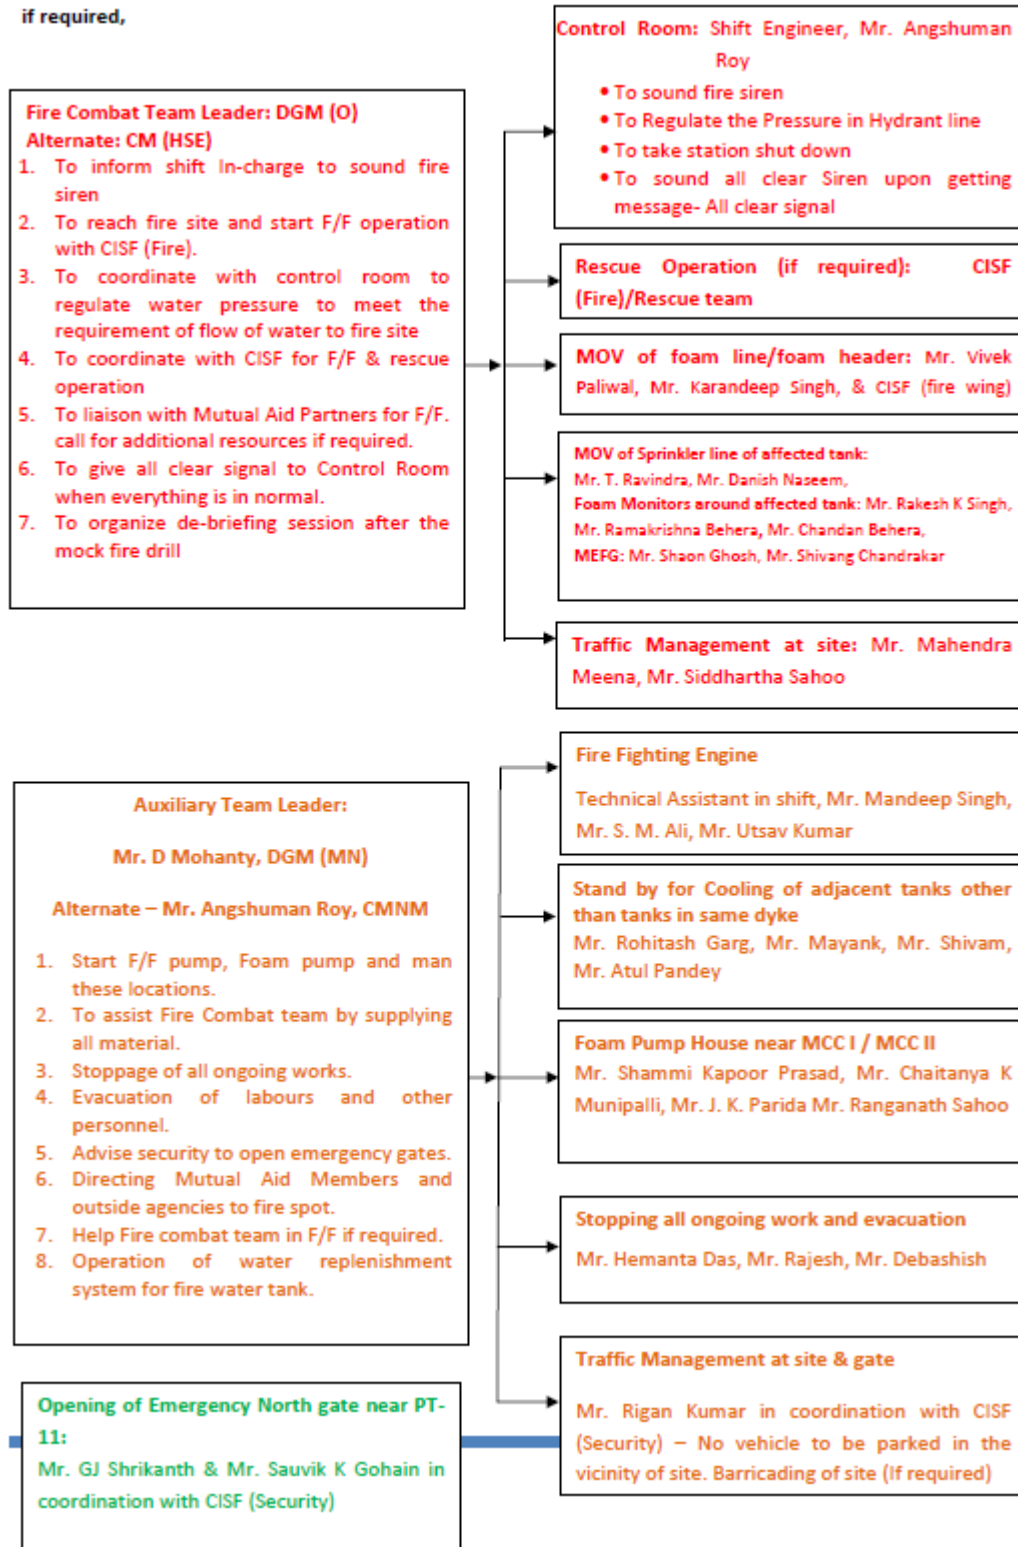 if required,
Fire Combat Team Leader: DGM (O)
Alternate: CM (HSE)
1. To inform shift In-charge to sound fire
siren
2. To reach fire site and start F/F operation
with CISF (Fire).
3. To coordinate with control room to
regulate water pressure to meet the
requirement of flow of water to fire site
4. To coordinate with CISF for F/F & rescue
operation
5. To liaison with Mutual Aid Partners for F/F.
call for additional resources if required.
6. To give all clear signal to Control Room
when everything is in normal.
7. To organize de-briefing session after the
mock fire drill
Control Room: Shift Engineer, Mr. Angshuman
Roy
• To sound fire siren
• To Regulate the Pressure in Hydrant line
• To take station shut down
• To sound all clear Siren upon getting
message- All clear signal
Rescue Operation (if required): CISF
(Fire)/Rescue team
MOV of foam line/foam header: Mr. Vivek
Paliwal, Mr. Karandeep Singh, & CISF (fire wing)
MOV of Sprinkler line of affected tank:
Mr. T. Ravindra, Mr. Danish Naseem,
Foam Monitors around affected tank: Mr. Rakesh K Singh,
Mr. Ramakrishna Behera, Mr. Chandan Behera,
MEFG: Mr. Shaon Ghosh, Mr. Shivang Chandrakar
Traffic Management at site: Mr. Mahendra
Meena, Mr. Siddhartha Sahoo
Auxiliary Team Leader:
Mr. D Mohanty, DGM (MN)
Alternate – Mr. Angshuman Roy, CMNM
1. Start F/F pump, Foam pump and man
these locations.
2. To assist Fire Combat team by supplying
all material.
3. Stoppage of all ongoing works.
4. Evacuation of labours and other
personnel.
5. Advise security to open emergency gates.
6. Directing Mutual Aid Members and
outside agencies to fire spot.
7. Help Fire combat team in F/F if required.
8. Operation of water replenishment
system for fire water tank.
Fire Fighting Engine
Technical Assistant in shift, Mr. Mandeep Singh,
Mr. S. M. Ali, Mr. Utsav Kumar
Stand by for Cooling of adjacent tanks other
than tanks in same dyke
Mr. Rohitash Garg, Mr. Mayank, Mr. Shivam,
Mr. Atul Pandey
Foam Pump House near MCC I / MCC II
Mr. Shammi Kapoor Prasad, Mr. Chaitanya K
Munipalli, Mr. J. K. Parida Mr. Ranganath Sahoo
Stopping all ongoing work and evacuation
Mr. Hemanta Das, Mr. Rajesh, Mr. Debashish
Traffic Management at site & gate
Mr. Rigan Kumar in coordination with CISF
(Security) – No vehicle to be parked in the
vicinity of site. Barricading of site (If required)
Opening of Emergency North gate near PT-
11:
Mr. GJ Shrikanth & Mr. Sauvik K Gohain in
coordination with CISF (Security)